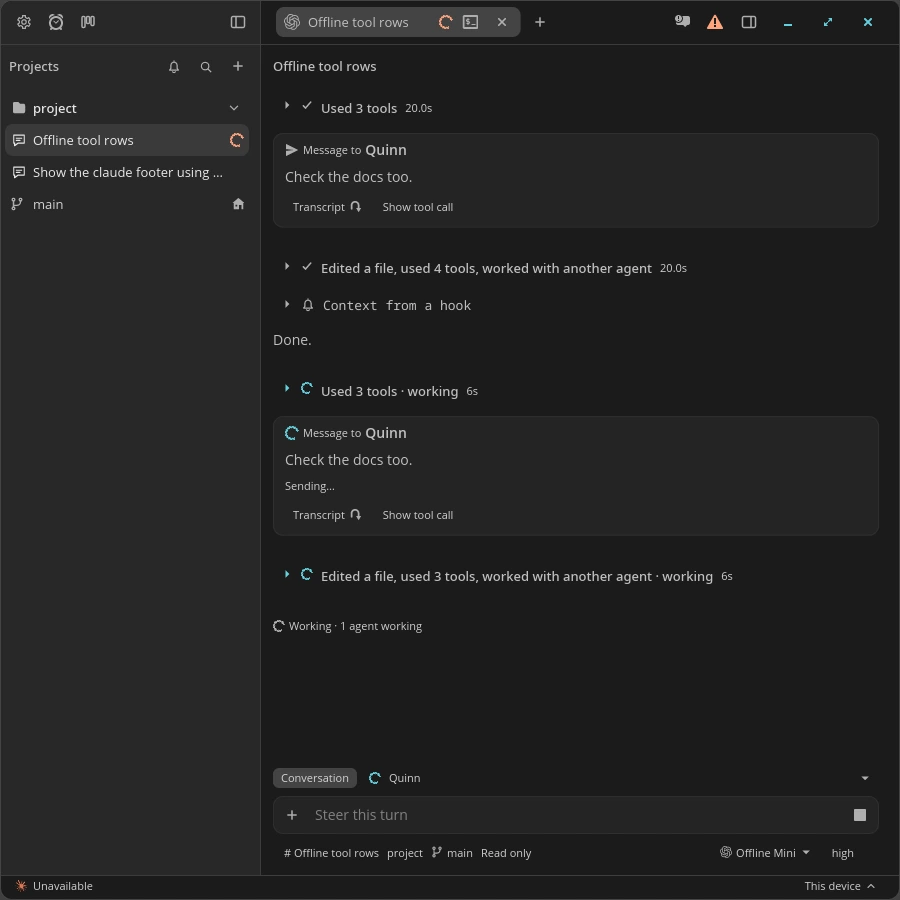 Offline tool rows
Projects
Offline tool rows
project
Used 3 tools 20.0s
Message to Quinn
Offline tool rows
Check the docs too.
Show the claude footer using ...
main
Transcript Show tool call
Edited a file, used 4 tools, worked with another agent 20.0s
Context from a hook
Done.
Used 3 tools · working 6s
Message to Quinn
Check the docs too.
Sending...
Transcript Show tool call
Edited a file, used 3 tools, worked with another agent · working 6s
Working · 1 agent working
Conversation Quinn
Steer this turn
# Offline tool rows project main Read only Offline Mini high
Unavailable This device